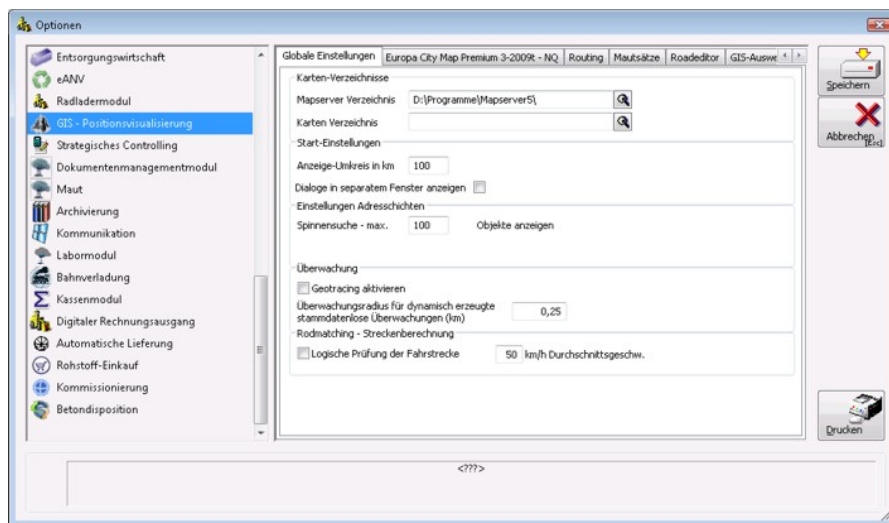 Optionen
Entsorgungswirtschaft
eANV
Radladermodul
GIS - Positionsvisualisierung
Strategisches Controlling
Dokumentenmanagementmodul
Maut
Archivierung
Kommunikation
Labormodul
Bahnverladung
Kassenmodul
Digitaler Rechnungsausgang
Automatische Lieferung
Rohstoff-Einkauf
Kommissionierung
Betondisposition
Globale Einstellungen
Europa City Map Premium 3-2009t - NQ
Routing
Mautsätze
Roadeditor
GIS-Auswe
Karten-Verzeichnisse
Mapserver Verzeichnis D:\Programme\Mapserver5\
Karten Verzeichnis
Start-Einstellungen
Anzeige-Umkreis in km 100
Dialoge in separatem Fenster anzeigen
Einstellungen Adresschichten
Spinnensuche - max. 100 Objekte anzeigen
Überwachung
Geotracing aktivieren
Überwachungsradius für dynamisch erzeugte
stammdatenlose Überwachungen (km) 0,25
Rodmatching - Streckenberechnung
Logische Prüfung der Fahrstrecke 50 km/h Durchschnittsgeschw.
Speichern
Abbrechen
[Esc]
Drucken
<???>